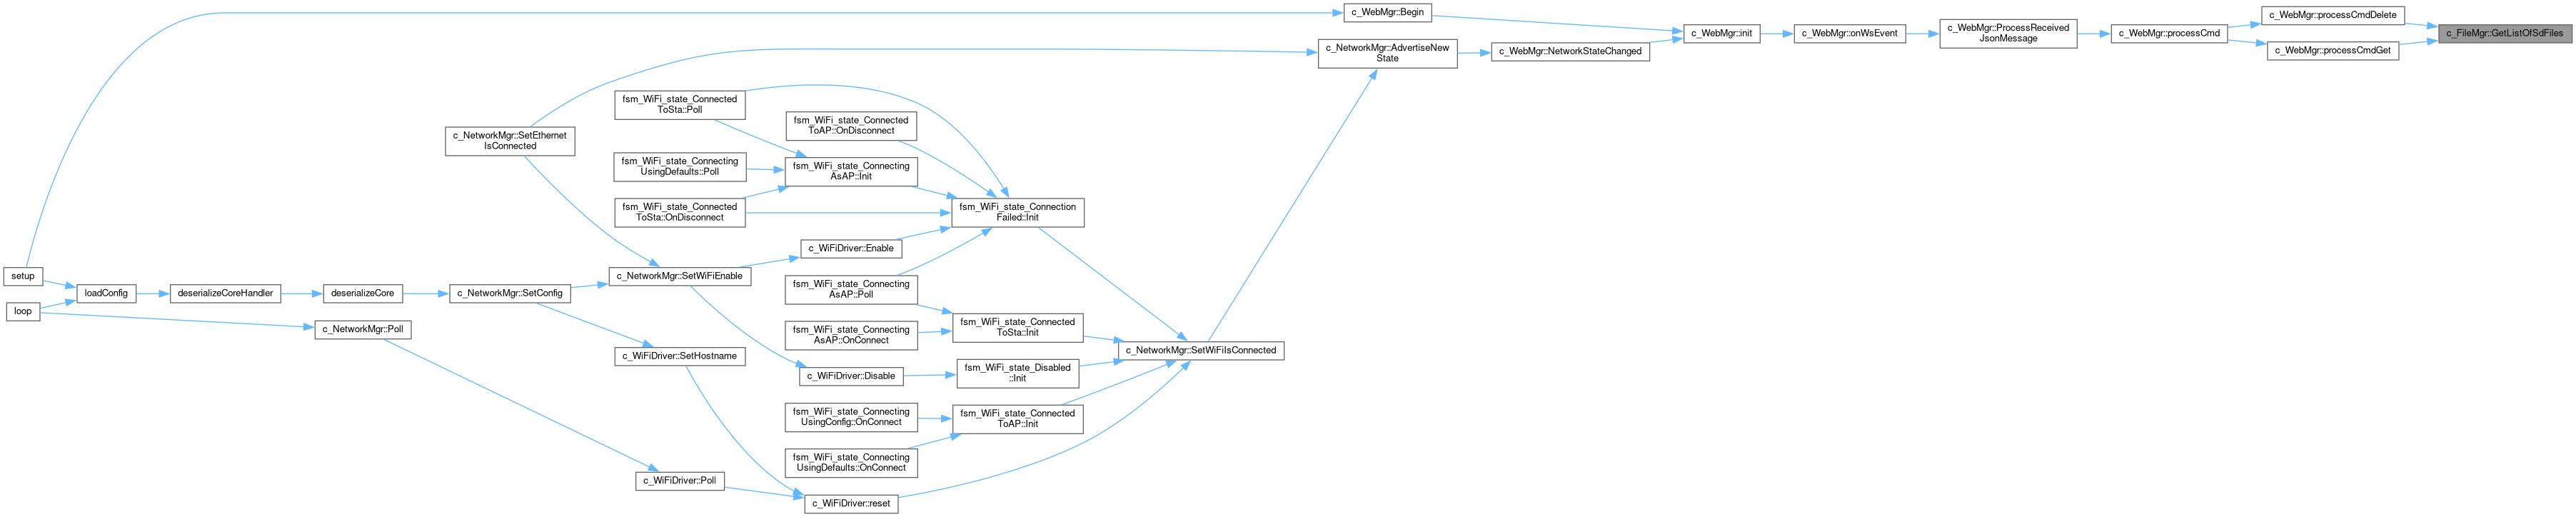 setup
loop
loadConfig
deserializeCoreHandler
deserializeCore
c_NetworkMgr::Poll
c_NetworkMgr::SetEthernet
IsConnected
c_NetworkMgr::SetConfig
fsm_WiFi_state_Connected
ToSta::Poll
fsm_WiFi_state_Connecting
UsingDefaults::Poll
fsm_WiFi_state_Connected
ToSta::OnDisconnect
c_NetworkMgr::SetWiFiEnable
c_WiFiDriver::SetHostname
c_WiFiDriver::Poll
fsm_WiFi_state_Connected
ToAP::OnDisconnect
fsm_WiFi_state_Connecting
AsAP::Init
c_WiFiDriver::Enable
fsm_WiFi_state_Connecting
AsAP::Poll
fsm_WiFi_state_Connecting
AsAP::OnConnect
c_WiFiDriver::Disable
fsm_WiFi_state_Connecting
UsingConfig::OnConnect
fsm_WiFi_state_Connecting
UsingDefaults::OnConnect
c_WiFiDriver::reset
fsm_WiFi_state_Connection
Failed::Init
fsm_WiFi_state_Connected
ToSta::Init
fsm_WiFi_state_Disabled
::Init
fsm_WiFi_state_Connected
ToAP::Init
c_NetworkMgr::SetWiFiIsConnected
c_WebMgr::Begin
c_NetworkMgr::AdvertiseNew
State
c_WebMgr::NetworkStateChanged
c_WebMgr::init
c_WebMgr::onWsEvent
c_WebMgr::ProcessReceived
JsonMessage
c_WebMgr::processCmd
c_WebMgr::processCmdDelete
c_WebMgr::processCmdGet
c_FileMgr::GetListOfSdFiles